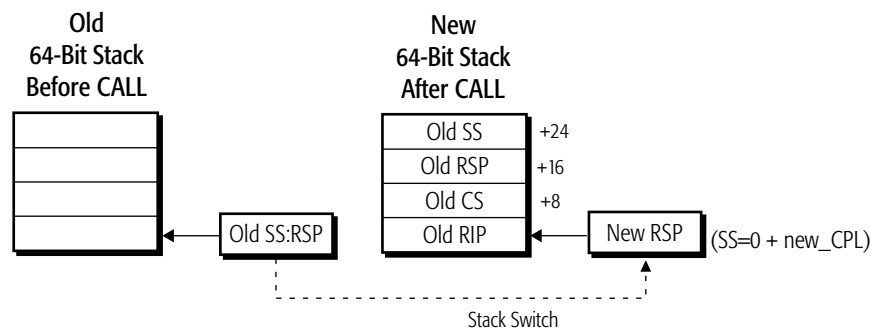 Old
64-Bit Stack
Before CALL
New
64-Bit Stack
After CALL
Old SS +24
Old RSP +16
Old CS +8
Old RIP
Old SS:RSP
New RSP
(SS=0 + new_CPL)
Stack Switch